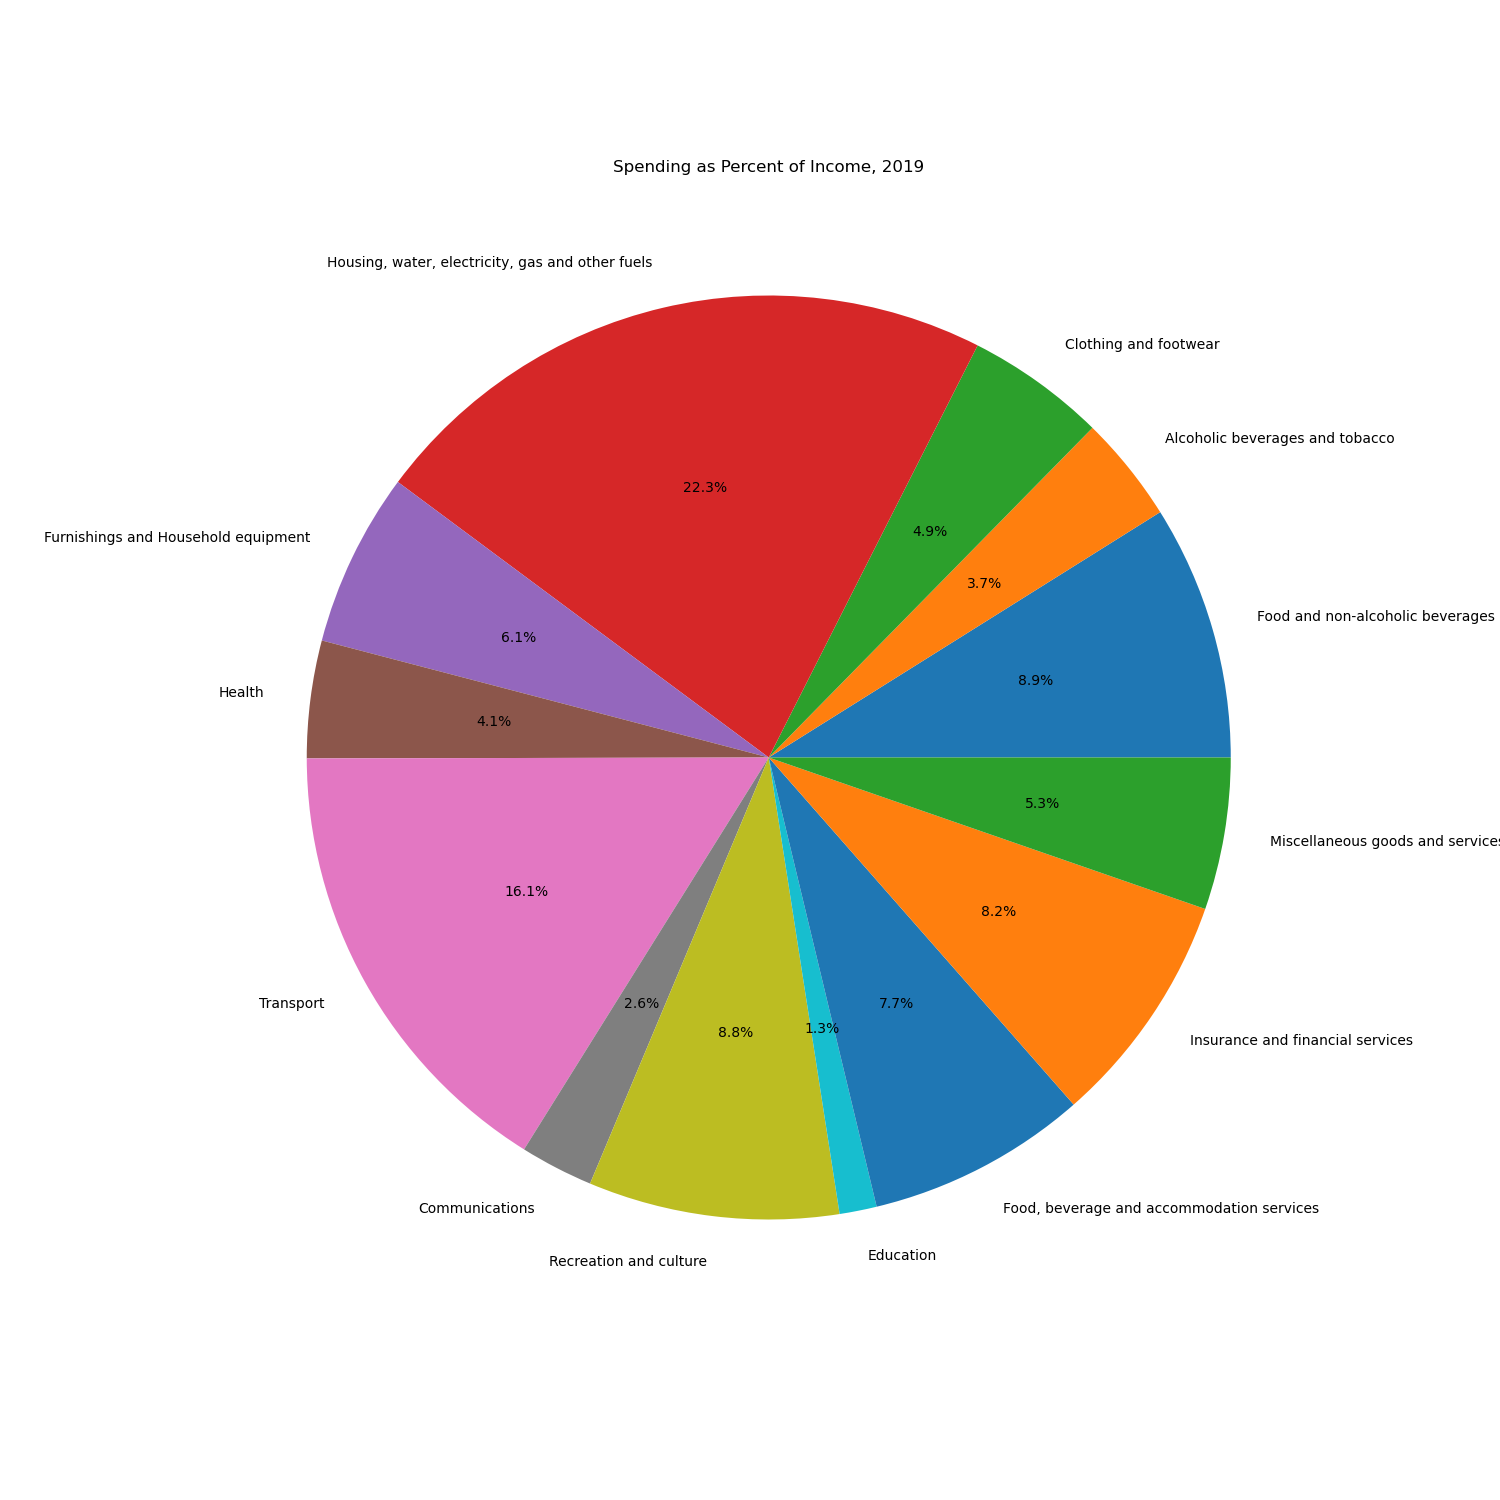 Spending as Percent of Income, 2019
Housing, water, electricity, gas and other fuels
Clothing and footwear
Alcoholic beverages and tobacco
22.3%
4.9%
Furnishings and Household equipment
3.7%
Food and non-alcoholic beverages
6.1%
8.9%
Health
4.1%
5.3%
Miscellaneous goods and services
16.1%
8.2%
Transport
2.6%
7.7%
8.8%
1.3%
Insurance and financial services
Communications
Food, beverage and accommodation services
Education
Recreation and culture